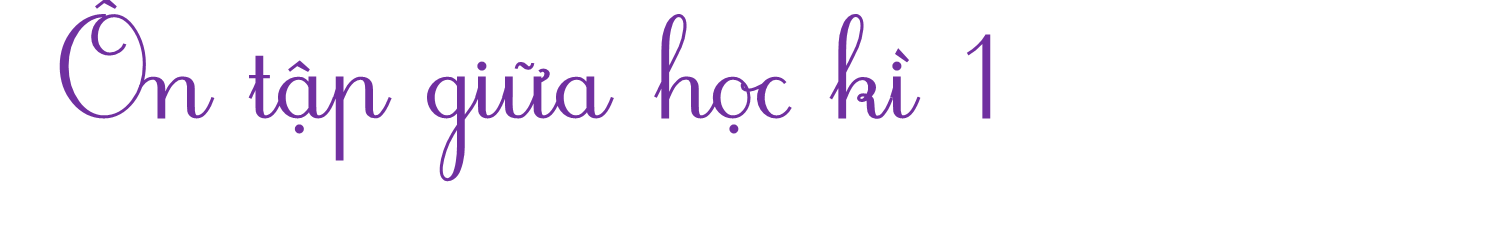 Ôn tập giữa học kì 1